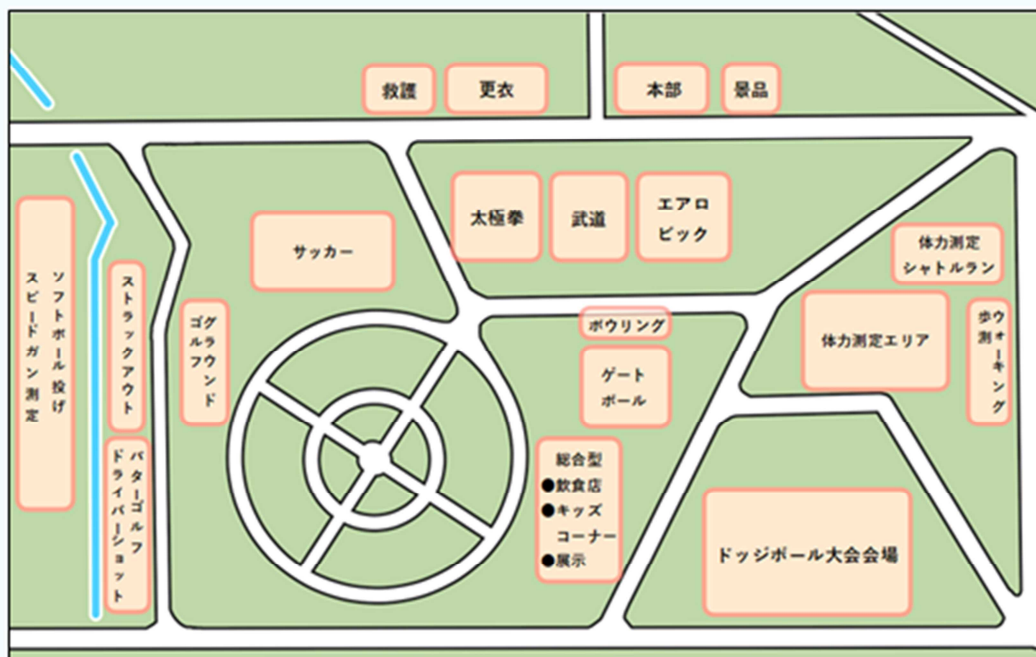 救護
更衣
本部
景品
太極拳
武道
エアロ
ビック
サッカー
体力測定
シャトルラン
ソフトボール投げ
スピードガン測定
ストラックアウト
グラウンド
ゴルフ
ボウリング
ゲート
ボール
体力測定エリア
ウォーキング
歩測
パターゴルフ
ドライバーショット
総合型
●飲食店
●キッズ
コーナー
●展示
ドッジボール大会会場